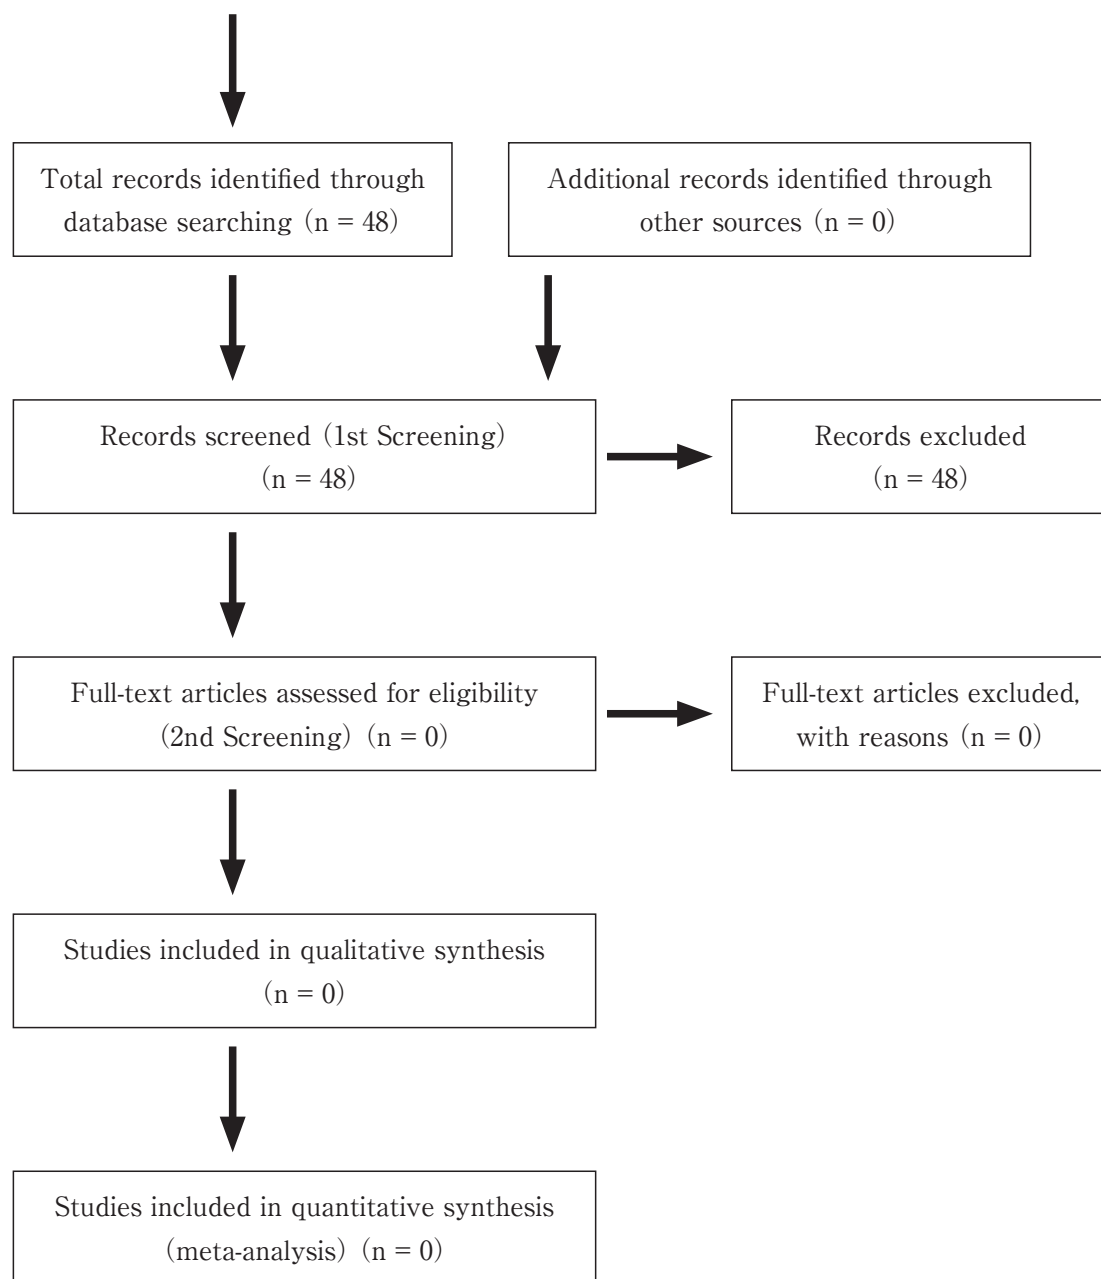 Total records identified through
database searching (n = 48)
Additional records identified through
other sources (n = 0)
Records screened (1st Screening)
(n = 48)
Records excluded
(n = 48)
Full-text articles assessed for eligibility
(2nd Screening) (n = 0)
Full-text articles excluded,
with reasons (n = 0)
Studies included in qualitative synthesis
(n = 0)
Studies included in quantitative synthesis
(meta-analysis) (n = 0)